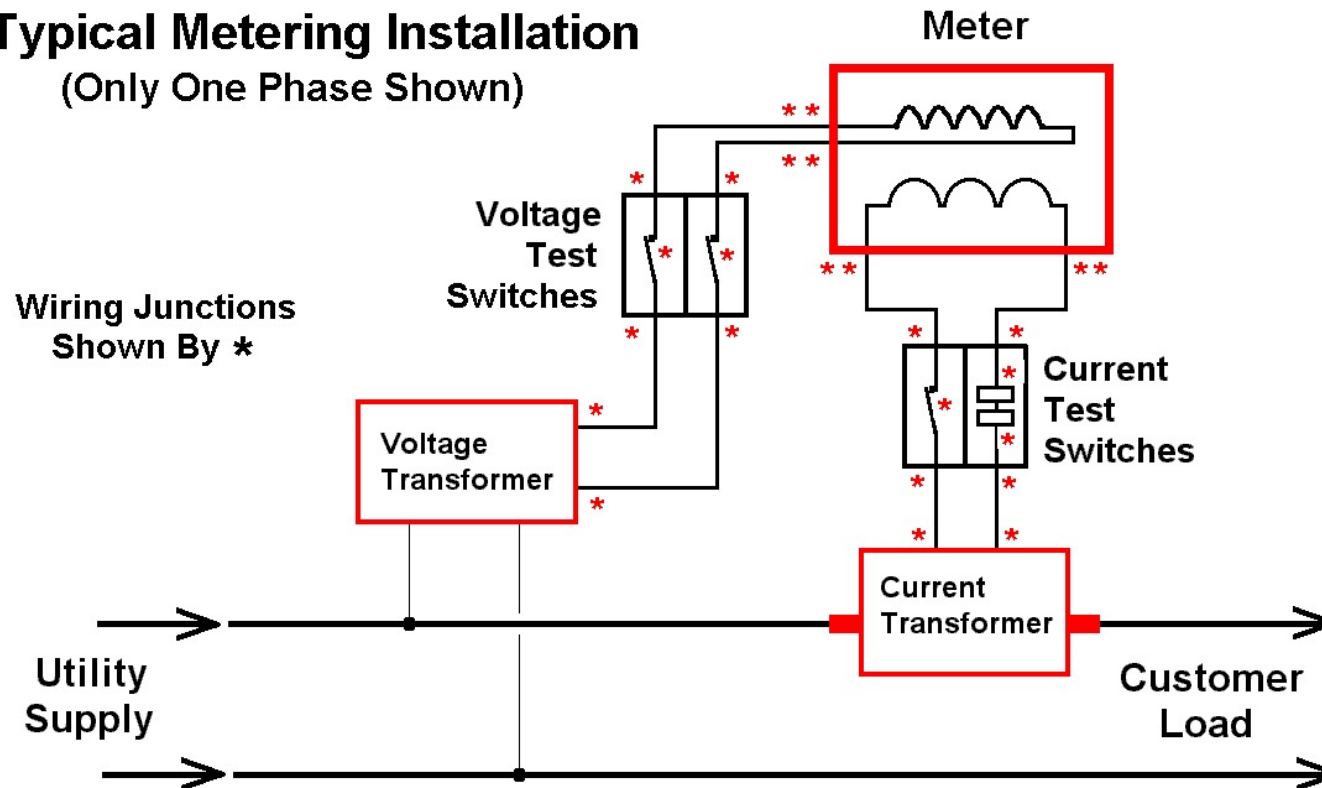 Typical Metering Installation
(Only One Phase Shown)
Meter
* *
* *
* *
Voltage
Test
Switches
* *
* *
* * * *
Wiring Junctions
Shown By *
* *
Current
Test
Switches
*
* *
*
Voltage
Transformer
*
*
* *
* *
Current
Transformer
Utility
Supply
Customer
Load